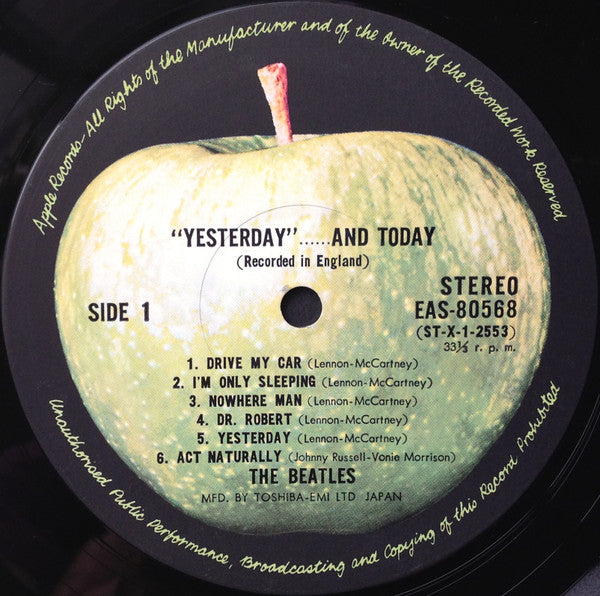 Apple Records-All Rights of the Manufacturer and of the Owner of the Recorded Work Reserved
"YESTERDAY"......AND TODAY
(Recorded in England)
SIDE 1
STEREO
EAS-80568
(ST-X-1-2553)
33⅓ r. p. m.
1. DRIVE MY CAR (Lennon-McCartney)
2. I'M ONLY SLEEPING (Lennon-McCartney)
3. NOWHERE MAN (Lennon-McCartney)
4. DR. ROBERT (Lennon-McCartney)
5. YESTERDAY (Lennon-McCartney)
6. ACT NATURALLY (Johnny Russell-Vonie Morrison)
THE BEATLES
MFD. BY TOSHIBA-EMI LTD JAPAN
Unauthorised Public Performance, Broadcasting and Copying of this Record Prohibited